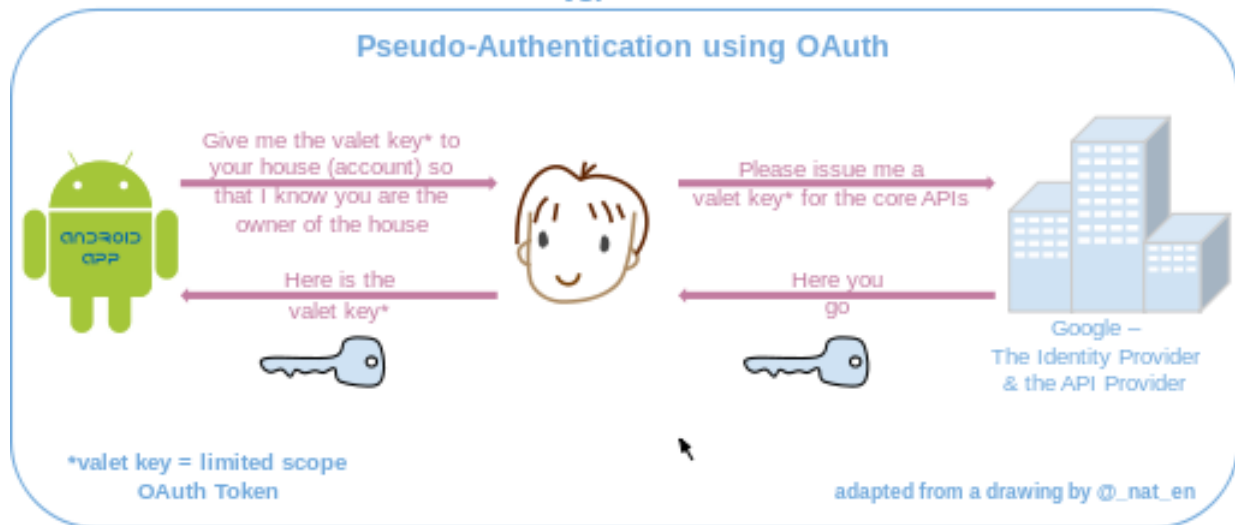 Pseudo-Authentication using OAuth
Give me the valet key* to
your house (account) so
that I know you are the
owner of the house
Please issue me a
valet key* for the core APIs
ANDROID
APP
Here is the
valet key*
Here you
go
Google –
The Identity Provider
& the API Provider
*valet key = limited scope
OAuth Token
adapted from a drawing by @_nat_en